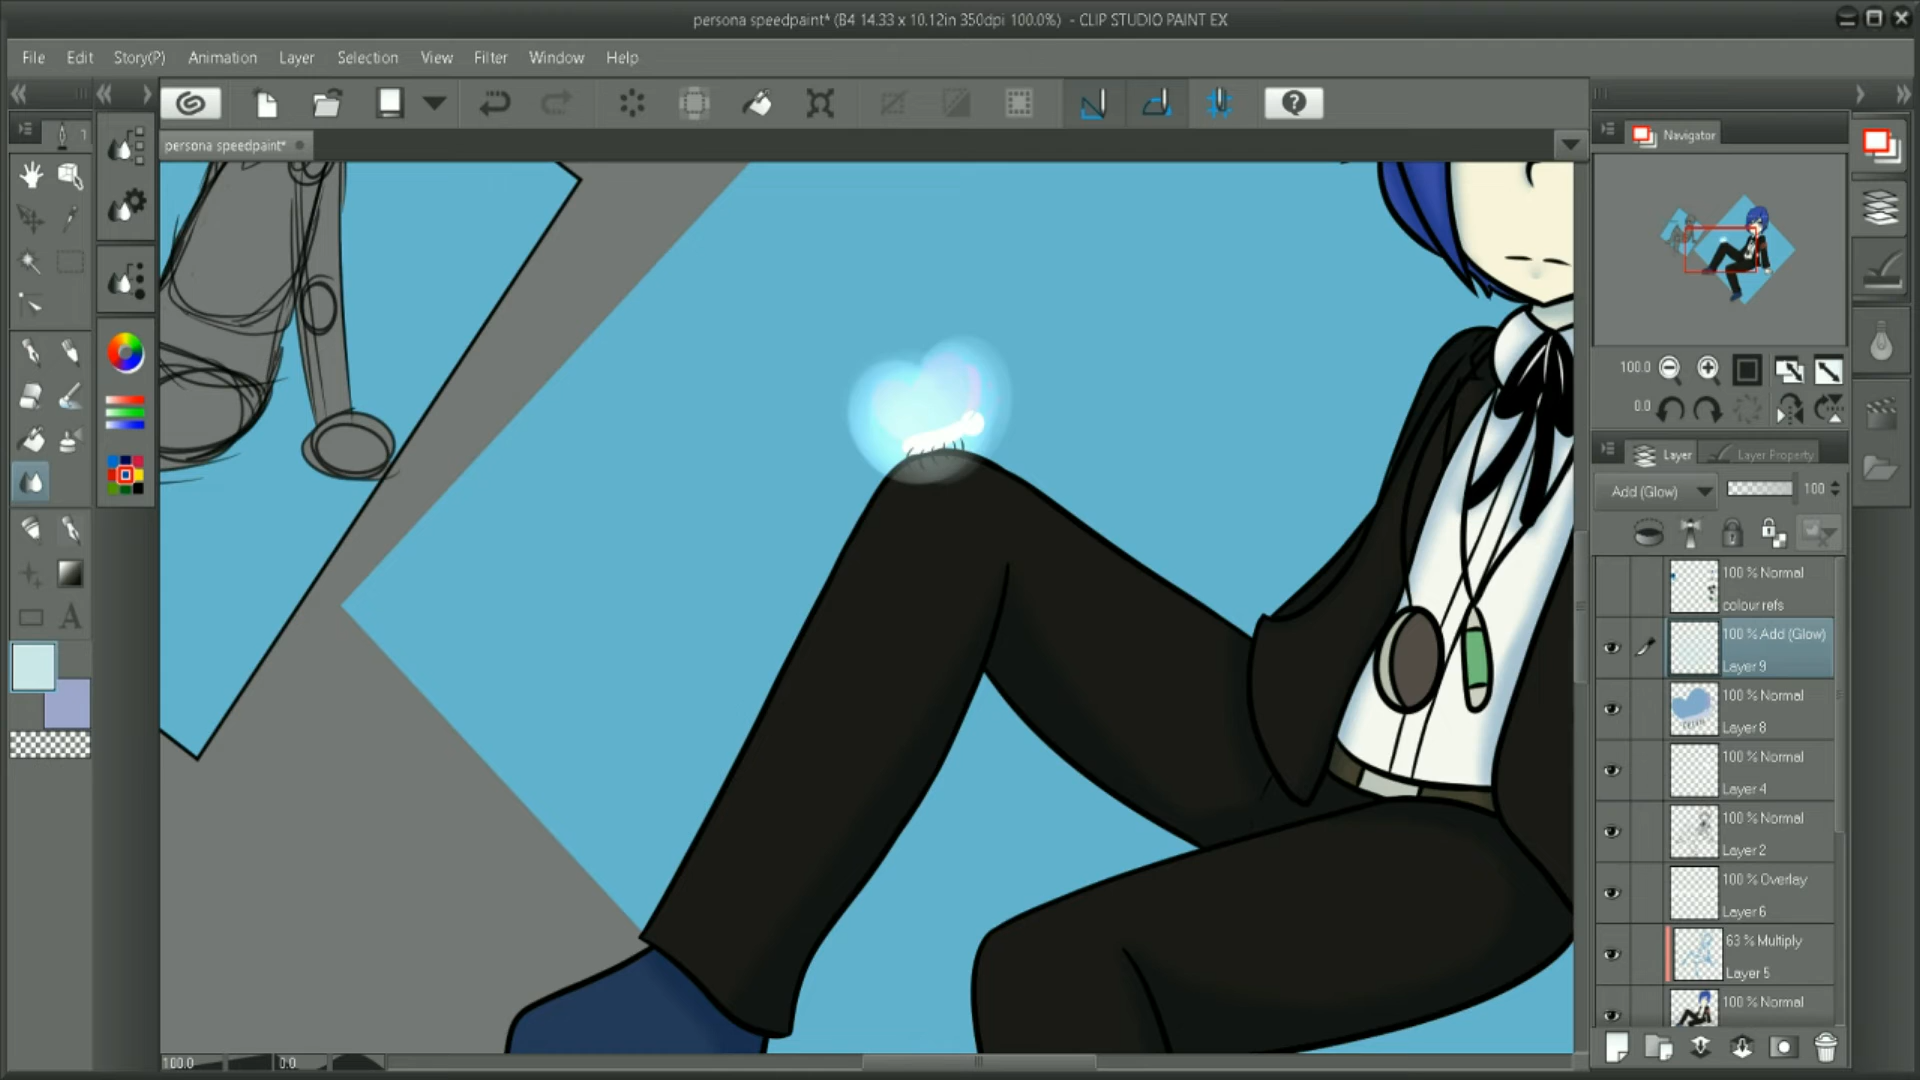 persona speedpaint* (B4 14.33 x 10.12in 350dpi 100.0%) - CLIP STUDIO PAINT EX
File Edit Story(P) Animation Layer Selection View Filter Window Help
persona speedpaint*
Navigator
100.0
0.0
Layer Layer Property
Add (Glow) 100
100 % Normal
colour refs
100 % Add (Glow)
Layer 9
100 % Normal
Layer 8
100 % Normal
Layer 4
100 % Normal
Layer 2
100 % Overlay
Layer 6
63 % Multiply
Layer 5
100 % Normal
100.0 0.0